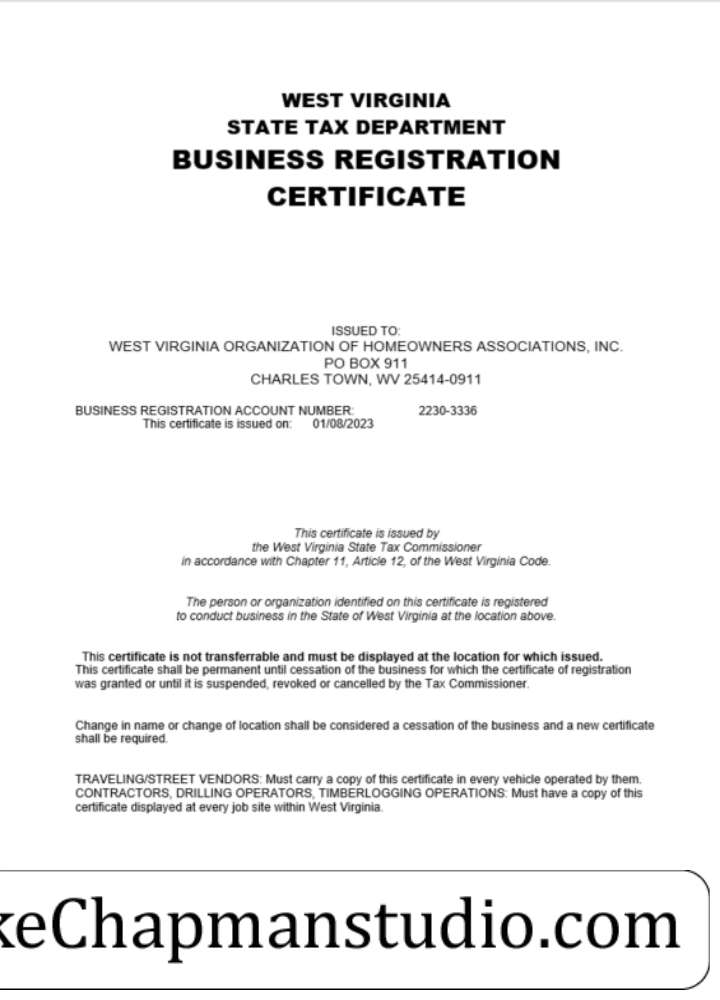 WEST VIRGINIA
STATE TAX DEPARTMENT
BUSINESS REGISTRATION
CERTIFICATE
ISSUED TO:
WEST VIRGINIA ORGANIZATION OF HOMEOWNERS ASSOCIATIONS, INC.
PO BOX 911
CHARLES TOWN, WV 25414-0911
BUSINESS REGISTRATION ACCOUNT NUMBER: 2230-3336
This certificate is issued on: 01/08/2023
This certificate is issued by
the West Virginia State Tax Commissioner
in accordance with Chapter 11, Article 12, of the West Virginia Code.
The person or organization identified on this certificate is registered
to conduct business in the State of West Virginia at the location above.
This certificate is not transferrable and must be displayed at the location for which issued.
This certificate shall be permanent until cessation of the business for which the certificate of registration
was granted or until it is suspended, revoked or cancelled by the Tax Commissioner.
Change in name or change of location shall be considered a cessation of the business and a new certificate
shall be required.
TRAVELING/STREET VENDORS: Must carry a copy of this certificate in every vehicle operated by them.
CONTRACTORS, DRILLING OPERATORS, TIMBERLOGGING OPERATIONS: Must have a copy of this
certificate displayed at every job site within West Virginia.
keChapmanstudio.com